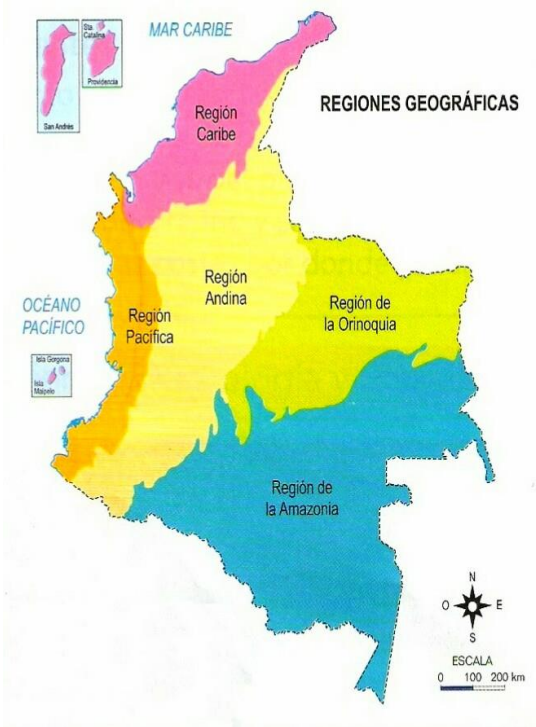 MAR CARIBE
Sta
Catalina
Providencia
San Andrés
REGIONES GEOGRÁFICAS
Región
Caribe
Región
Andina
Región de
la Orinoquia
OCÉANO
PACÍFICO
Región
Pacífica
Isla Gorgona
Isla
Malpelo
Región de
la Amazonia
N
O
E
S
ESCALA
0 100 200 km